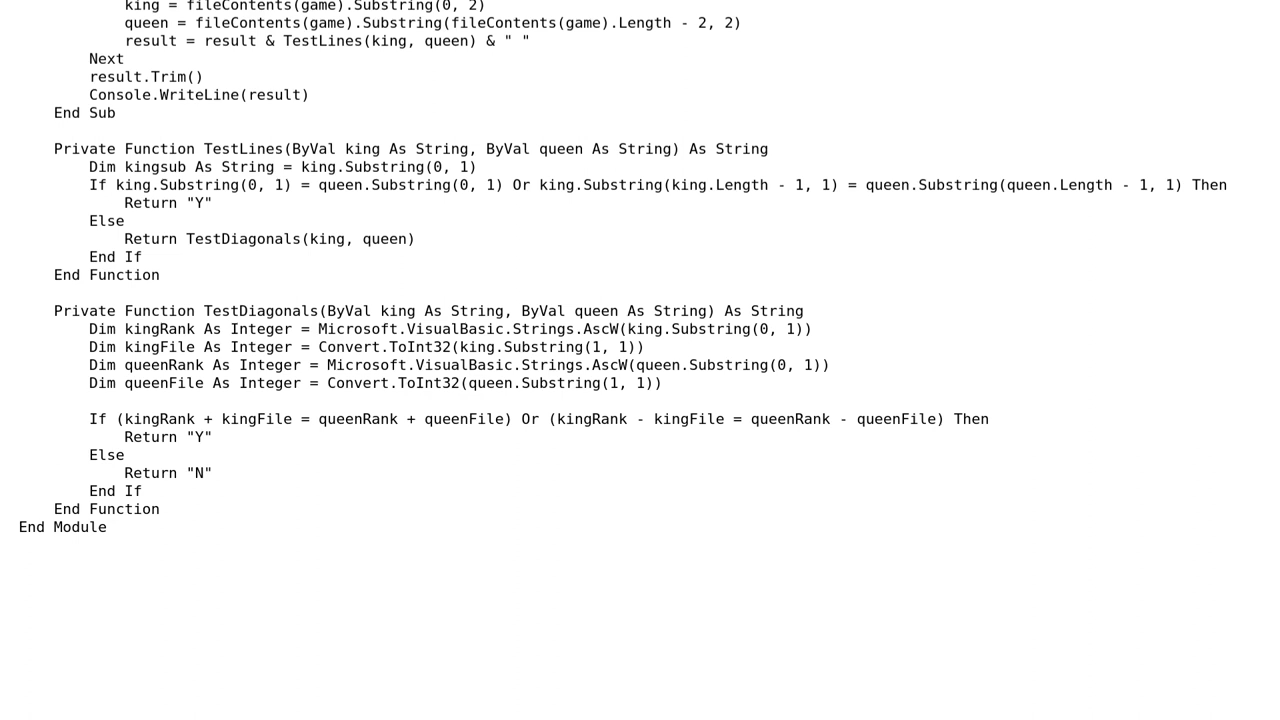 king = fileContents(game).Substring(0, 2)
            queen = fileContents(game).Substring(fileContents(game).Length - 2, 2)
            result = result & TestLines(king, queen) & " "
        Next
        result.Trim()
        Console.WriteLine(result)
    End Sub

    Private Function TestLines(ByVal king As String, ByVal queen As String) As String
        Dim kingsub As String = king.Substring(0, 1)
        If king.Substring(0, 1) = queen.Substring(0, 1) Or king.Substring(king.Length - 1, 1) = queen.Substring(queen.Length - 1, 1) Then
            Return "Y"
        Else
            Return TestDiagonals(king, queen)
        End If
    End Function

    Private Function TestDiagonals(ByVal king As String, ByVal queen As String) As String
        Dim kingRank As Integer = Microsoft.VisualBasic.Strings.AscW(king.Substring(0, 1))
        Dim kingFile As Integer = Convert.ToInt32(king.Substring(1, 1))
        Dim queenRank As Integer = Microsoft.VisualBasic.Strings.AscW(queen.Substring(0, 1))
        Dim queenFile As Integer = Convert.ToInt32(queen.Substring(1, 1))

        If (kingRank + kingFile = queenRank + queenFile) Or (kingRank - kingFile = queenRank - queenFile) Then
            Return "Y"
        Else
            Return "N"
        End If
    End Function
End Module